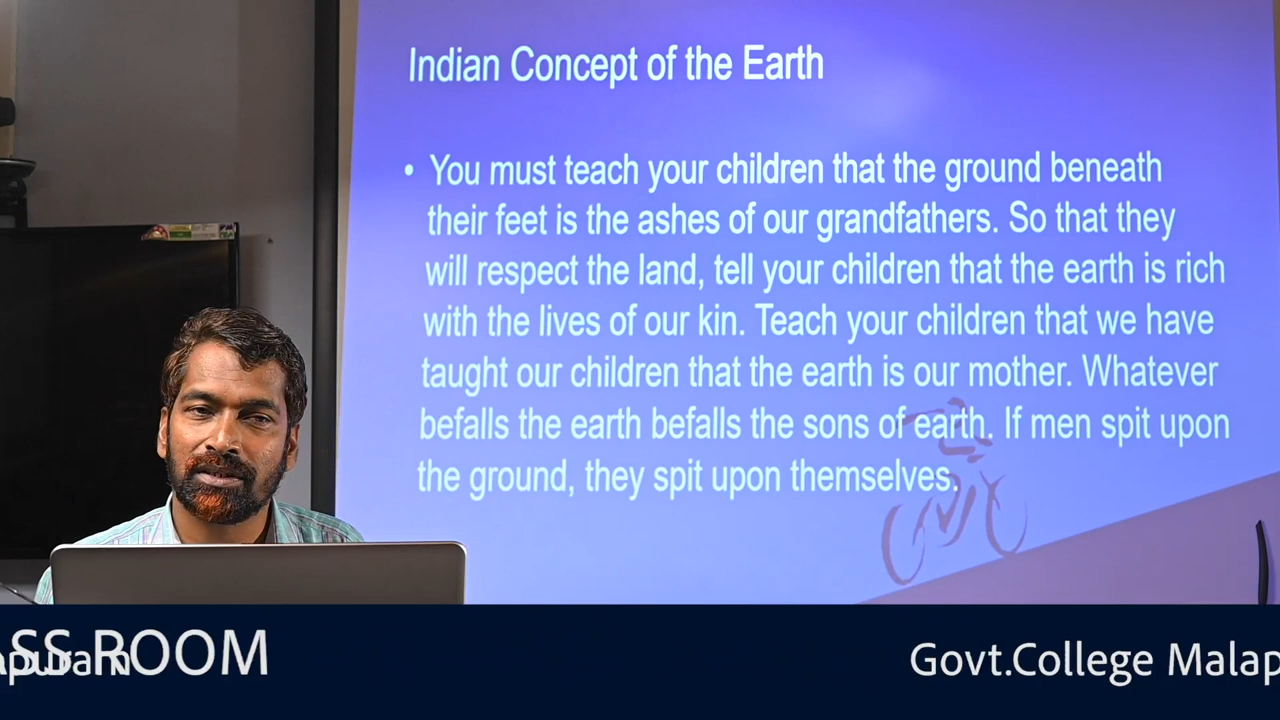 Indian Concept of the Earth
• You must teach your children that the ground beneath
their feet is the ashes of our grandfathers. So that they
will respect the land, tell your children that the earth is rich
with the lives of our kin. Teach your children that we have
taught our children that the earth is our mother. Whatever
befalls the earth befalls the sons of earth. If men spit upon
the ground, they spit upon themselves.
SS ROOM
apuram
Govt.College Malap